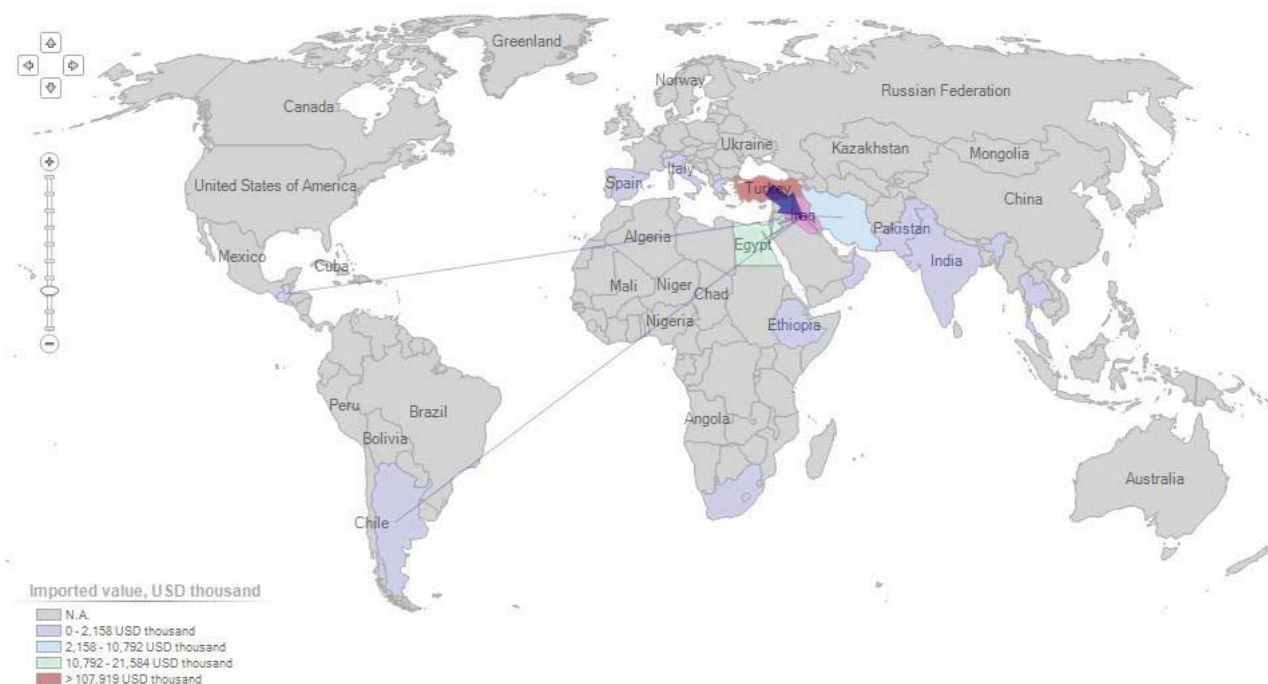 Greenland
Norway
Russian Federation
Canada
Ukraine
Kazakhstan
Mongolia
Italy
United States of America
Spain
Turkey
China
Iraq
Pakistan
Algeria
Egypt
Mexico
India
Cuba
Mali
Niger
Chad
Nigeria
Ethiopia
Peru
Brazil
Angola
Bolivia
Australia
Chile
Imported value, USD thousand
N.A.
0 - 2,158 USD thousand
2,158 - 10,792 USD thousand
10,792 - 21,584 USD thousand
> 107,919 USD thousand